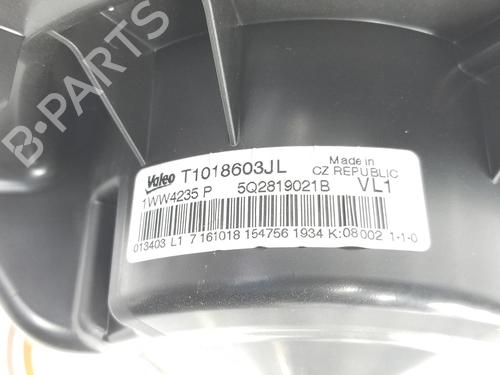 B-PARTS
Valeo T1018603JL Made in
CZ REPUBLIC
1WW4235 P 5Q2819021B VL1
013403 L1 7 161018 154756 1934 K:08002 1-1-0